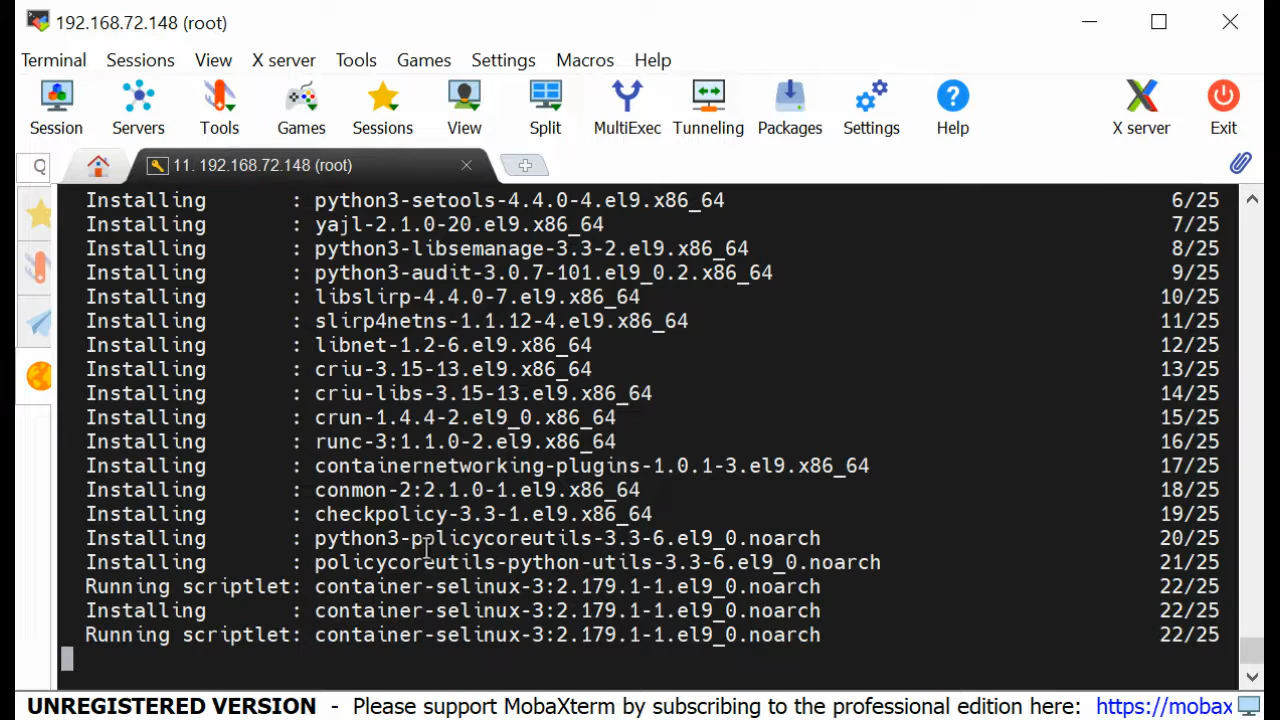 192.168.72.148 (root)
Terminal Sessions View X server Tools Games Settings Macros Help
Session Servers Tools Games Sessions View Split MultiExec Tunneling Packages Settings Help X server Exit
Q 11. 192.168.72.148 (root)
Installing : python3-setools-4.4.0-4.el9.x86_64 6/25
Installing : yajl-2.1.0-20.el9.x86_64 7/25
Installing : python3-libsemanage-3.3-2.el9.x86_64 8/25
Installing : python3-audit-3.0.7-101.el9_0.2.x86_64 9/25
Installing : libslirp-4.4.0-7.el9.x86_64 10/25
Installing : slirp4netns-1.1.12-4.el9.x86_64 11/25
Installing : libnet-1.2-6.el9.x86_64 12/25
Installing : criu-3.15-13.el9.x86_64 13/25
Installing : criu-libs-3.15-13.el9.x86_64 14/25
Installing : crun-1.4.4-2.el9_0.x86_64 15/25
Installing : runc-3:1.1.0-2.el9.x86_64 16/25
Installing : containernetworking-plugins-1.0.1-3.el9.x86_64 17/25
Installing : conmon-2:2.1.0-1.el9.x86_64 18/25
Installing : checkpolicy-3.3-1.el9.x86_64 19/25
Installing : python3-policycoreutils-3.3-6.el9_0.noarch 20/25
Installing : policycoreutils-python-utils-3.3-6.el9_0.noarch 21/25
Running scriptlet: container-selinux-3:2.179.1-1.el9_0.noarch 22/25
Installing : container-selinux-3:2.179.1-1.el9_0.noarch 22/25
Running scriptlet: container-selinux-3:2.179.1-1.el9_0.noarch 22/25
UNREGISTERED VERSION - Please support MobaXterm by subscribing to the professional edition here: https://mobax